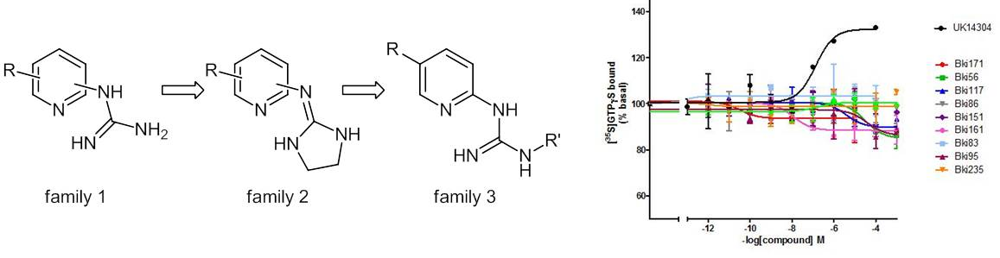 R
NH
N
HN
NH2
family 1
R
N
N
HN
NH
family 2
R
N
NH
HN
N
H
R'
family 3
140
120
100
80
60
[35S]GTPγS bound
(% basal)
-12
-10
-8
-6
-4
-log[compound] M
UK14304
Bki171
Bki56
Bki117
Bki86
Bki151
Bki161
Bki83
Bki95
Bki235